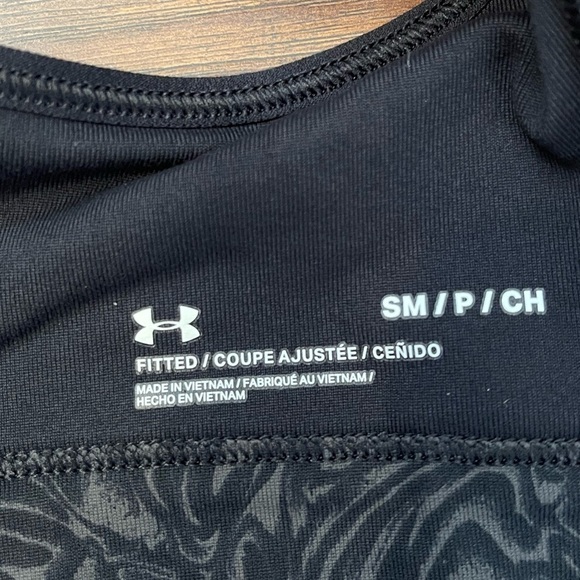 SM / P / CH
FITTED / COUPE AJUSTÉE / CEÑIDO
MADE IN VIETNAM / FABRIQUÉ AU VIETNAM /
HECHO EN VIETNAM